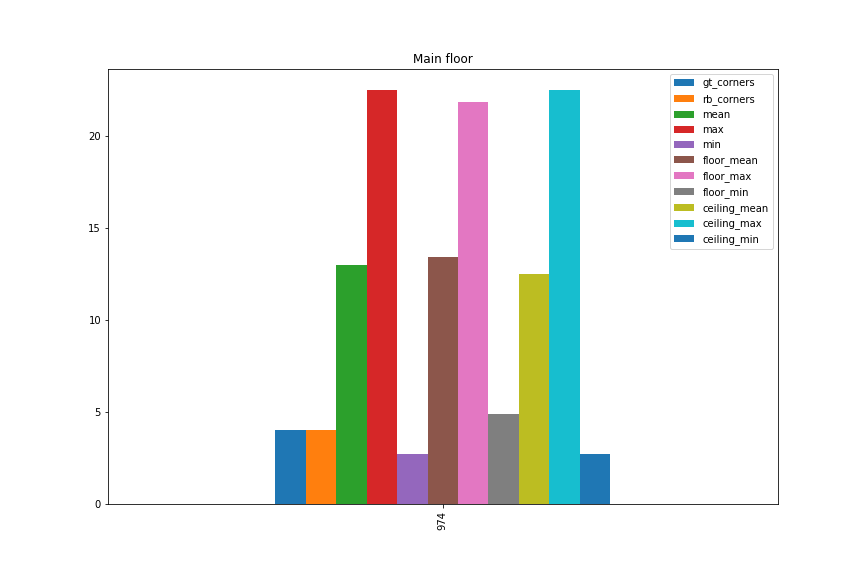 Main floor
gt_corners
rb_corners
mean
max
min
floor_mean
floor_max
floor_min
ceiling_mean
ceiling_max
ceiling_min
20
15
10
5
0
974